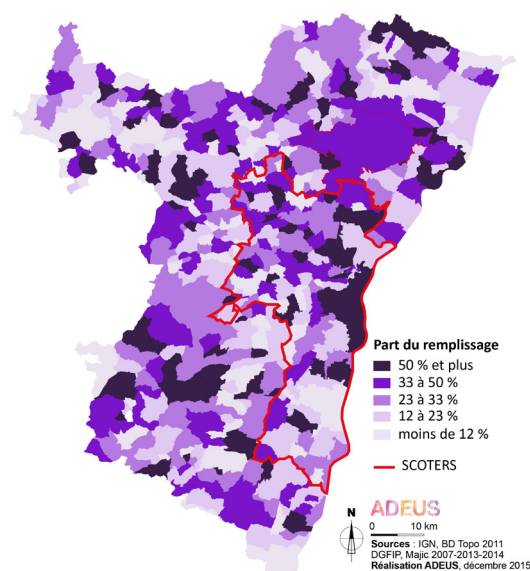 Part du remplissage
50 % et plus
33 à 50 %
23 à 33 %
12 à 23 %
moins de 12 %
SCOTERS
N
ADEUS
0 10 km
Sources : IGN, BD Topo 2011
DGFIP, Majic 2007-2013-2014
Réalisation ADEUS, décembre 2015